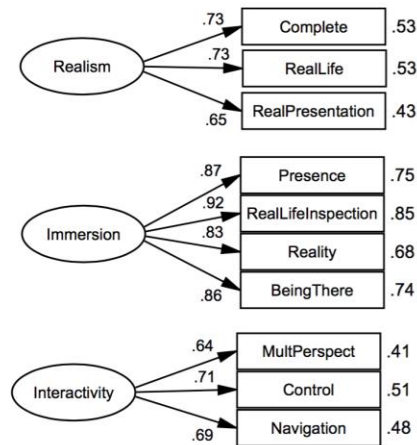 .73 Complete .53
Realism .73 RealLife .53
.65 RealPresentation .43
.87 Presence .75
.92 RealLifeInspection .85
Immersion .83 Reality .68
.86 BeingThere .74
.64 MultPerspect .41
Interactivity .71 Control .51
.69 Navigation .48